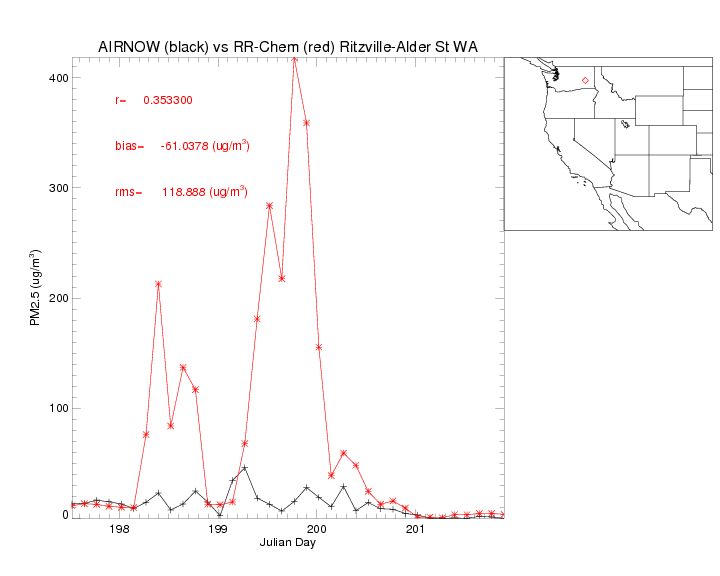 AIRNOW (black) vs RR-Chem (red) Ritzville-Alder St WA
r= 0.353300
bias= -61.0378 (ug/m³)
rms= 118.888 (ug/m³)
PM2.5 (ug/m³)
400
300
200
100
0
198 199 200 201
Julian Day